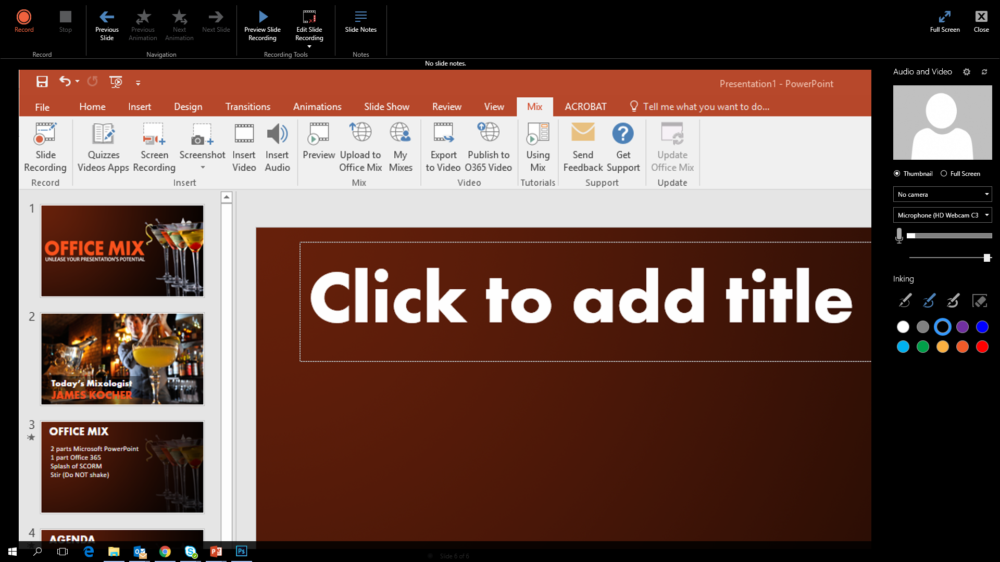 Record
Stop
Previous Slide
Previous Animation
Next Animation
Next Slide
Preview Slide Recording
Edit Slide Recording
Slide Notes
Full Screen
Close
Record
Navigation
Recording Tools
Notes
No slide notes.
Presentation1 - PowerPoint
File
Home
Insert
Design
Transitions
Animations
Slide Show
Review
View
Mix
ACROBAT
Tell me what you want to do...
Slide Recording
Quizzes Videos Apps
Screen Recording
Screenshot
Insert Video
Insert Audio
Preview
Upload to Office Mix
My Mixes
Export to Video
Publish to O365 Video
Using Mix
Send Feedback
Get Support
Update Office Mix
Record
Insert
Mix
Video
Tutorials
Support
Update
1
OFFICE MIX
UNLEASE YOUR PRESENTATION'S POTENTIAL
2
Today's Mixologist
JAMES KOCHER
3
OFFICE MIX
2 parts Microsoft PowerPoint
1 part Office 365
Splash of SCORM
Stir (Do NOT shake)
4
AGENDA
Click to add title
Audio and Video
Thumbnail
Full Screen
No camera
Microphone (HD Webcam C3
Inking
Ps
Slide 6 of 6